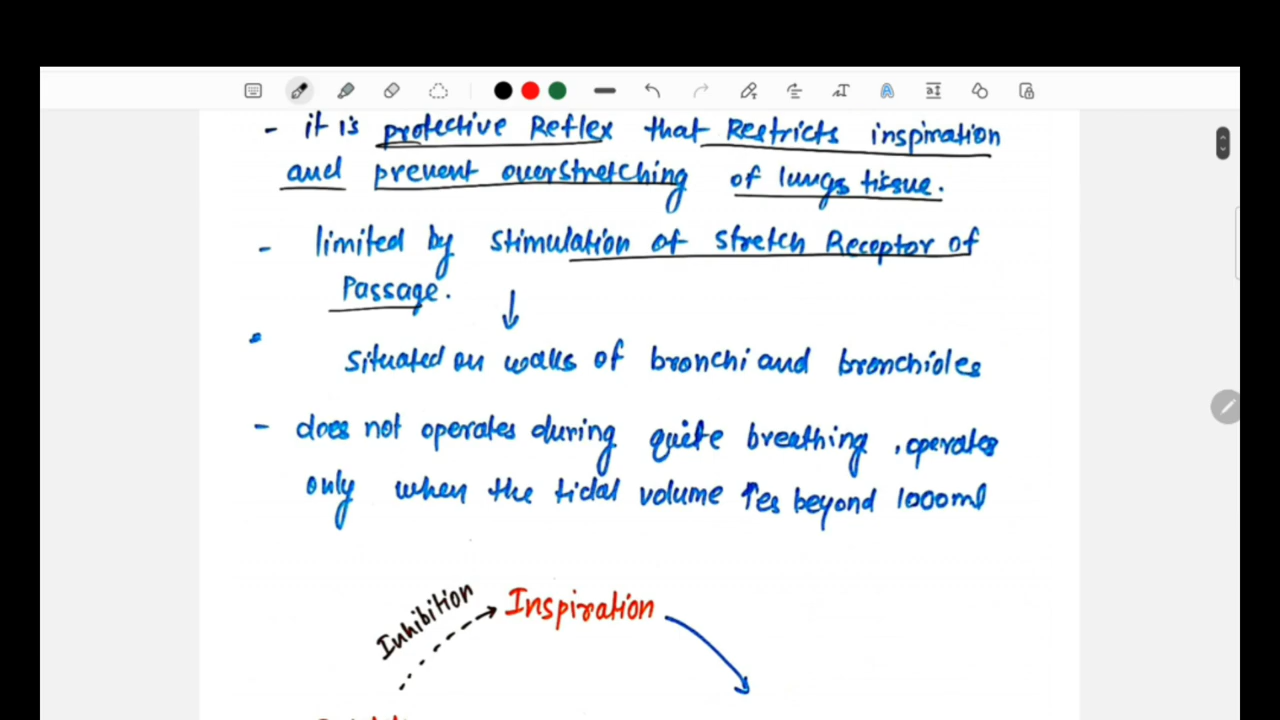 - it is protective Reflex that Restricts inspiration
and prevent overstretching of lungs tissue.
- limited by stimulation of stretch Receptor of
Passage.
↓
situated on walls of bronchi and bronchioles
- does not operates during quite breathing, operates
only when the tidal volume ↑es beyond 1000ml
Inhibition
Inspiration